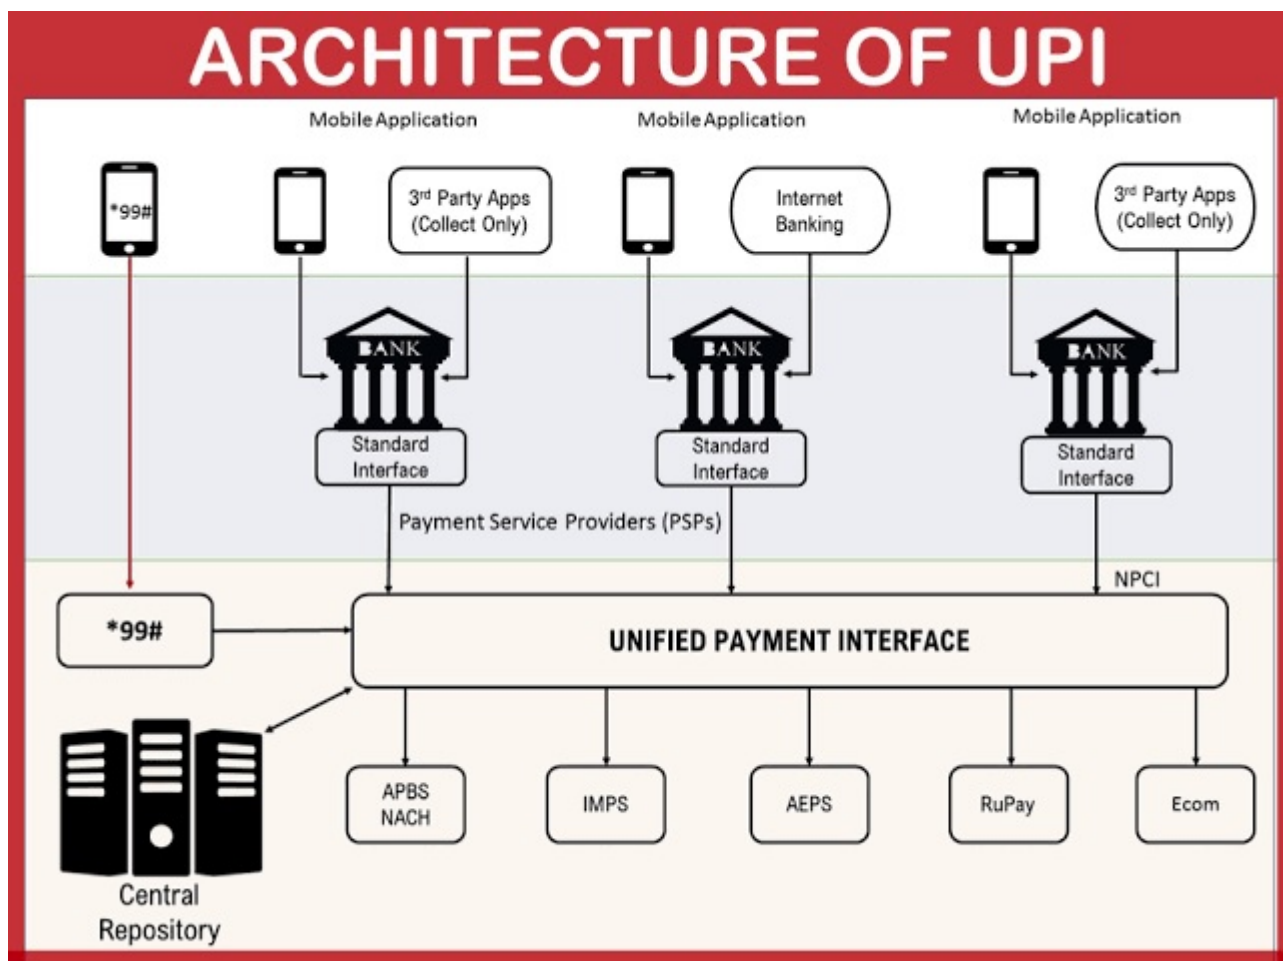 ARCHITECTURE OF UPI
Mobile Application
Mobile Application
Mobile Application
*99#
3rd Party Apps
(Collect Only)
Internet
Banking
3rd Party Apps
(Collect Only)
BANK
BANK
BANK
Standard
Interface
Standard
Interface
Standard
Interface
Payment Service Providers (PSPs)
NPCI
*99#
UNIFIED PAYMENT INTERFACE
APBS
NACH
IMPS
AEPS
RuPay
Ecom
Central
Repository